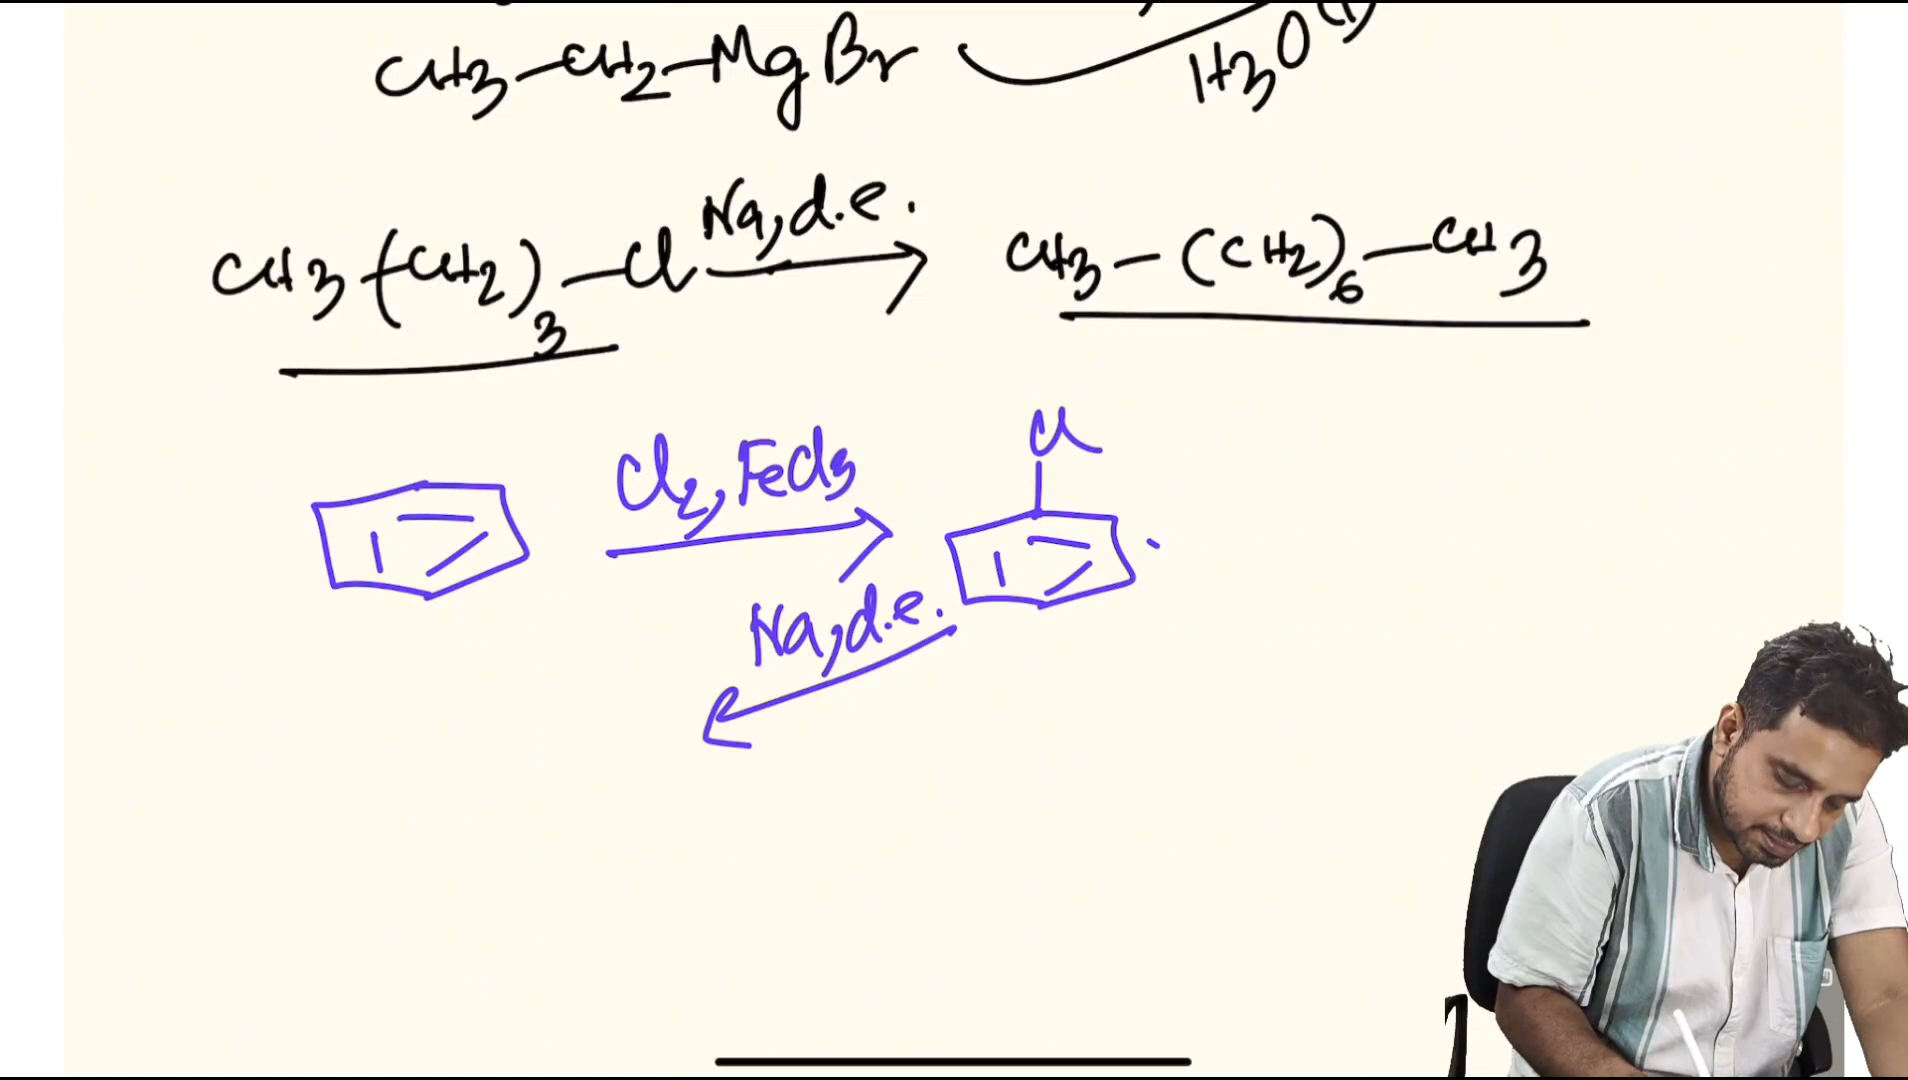 CH3-CH2-MgBr H3O
CH3-(CH2)3-Cl Na, d.e. CH3-(CH2)6-CH3
Cl2, FeCl3 Cl
Na, d.e.